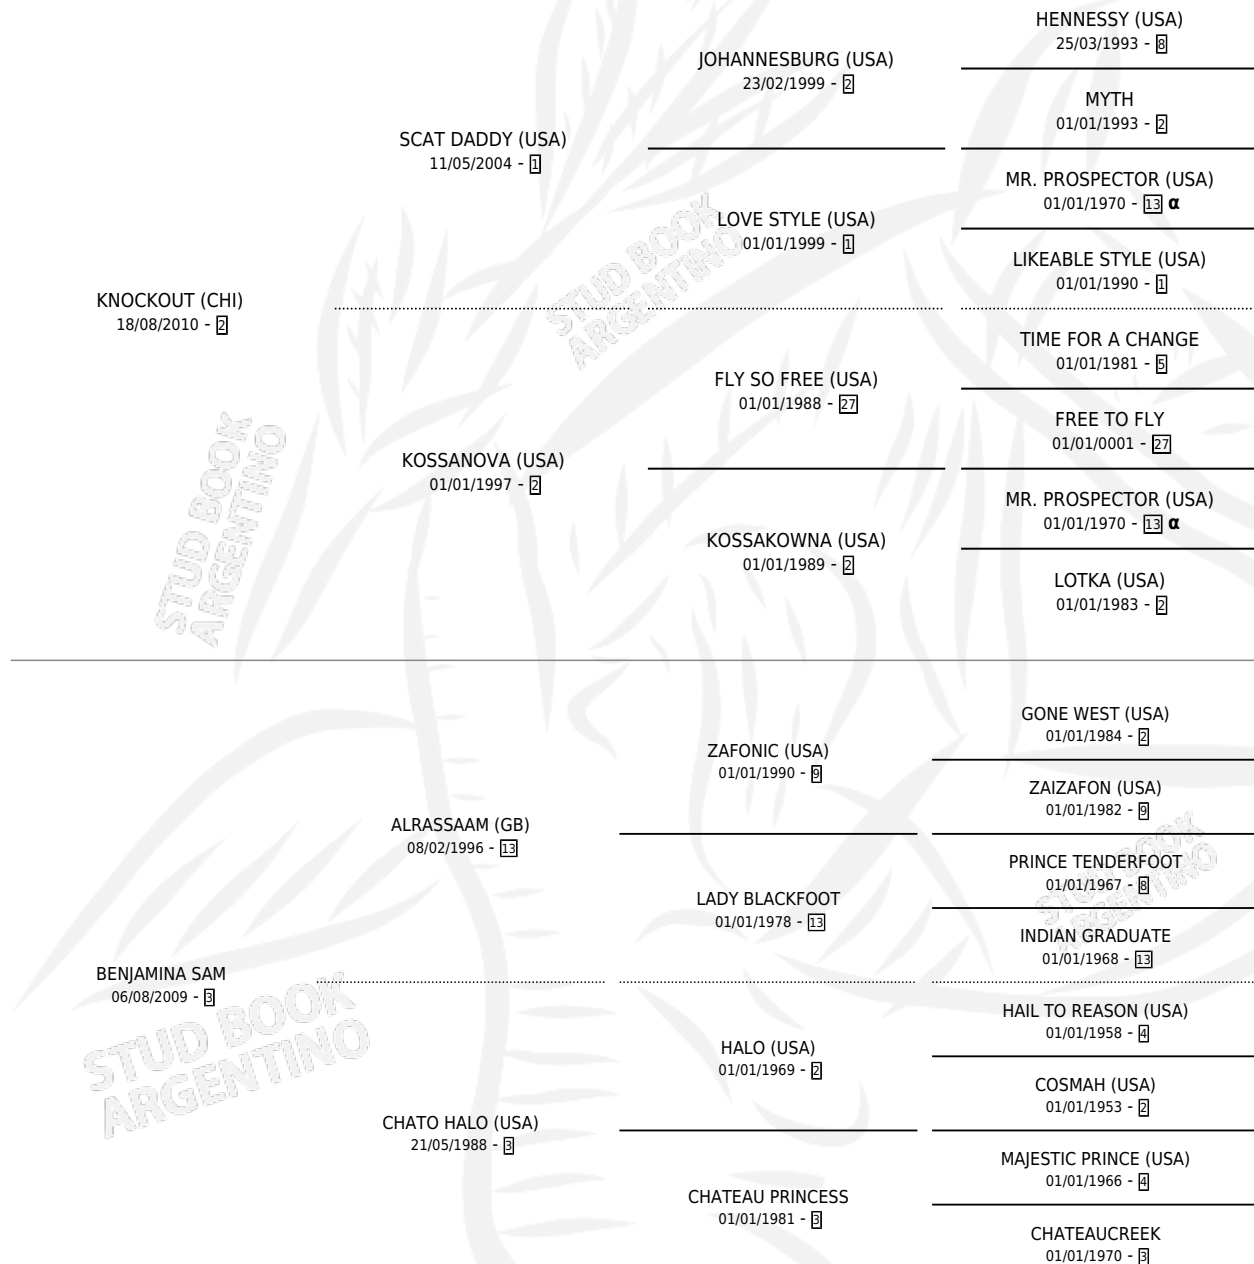 HENNESSY (USA)
25/03/1993 - 8
JOHANNESBURG (USA)
23/02/1999 - 2
MYTH
01/01/1993 - 2
SCAT DADDY (USA)
11/05/2004 - 1
MR. PROSPECTOR (USA)
01/01/1970 - 13 α
LOVE STYLE (USA)
01/01/1999 - 1
LIKEABLE STYLE (USA)
01/01/1990 - 1
KNOCKOUT (CHI)
18/08/2010 - 2
TIME FOR A CHANGE
01/01/1981 - 5
FLY SO FREE (USA)
01/01/1988 - 27
FREE TO FLY
01/01/0001 - 27
KOSSANOVA (USA)
01/01/1997 - 2
MR. PROSPECTOR (USA)
01/01/1970 - 13 α
KOSSAKOWNA (USA)
01/01/1989 - 2
LOTKA (USA)
01/01/1983 - 2
GONE WEST (USA)
01/01/1984 - 2
ZAFONIC (USA)
01/01/1990 - 9
ZAIZAFON (USA)
01/01/1982 - 9
ALRASSAAM (GB)
08/02/1996 - 13
PRINCE TENDERFOOT
01/01/1967 - 8
LADY BLACKFOOT
01/01/1978 - 13
INDIAN GRADUATE
01/01/1968 - 13
BENJAMINA SAM
06/08/2009 - 3
HAIL TO REASON (USA)
01/01/1958 - 4
HALO (USA)
01/01/1969 - 2
COSMAH (USA)
01/01/1953 - 2
CHATO HALO (USA)
21/05/1988 - 3
MAJESTIC PRINCE (USA)
01/01/1966 - 4
CHATEAU PRINCESS
01/01/1981 - 3
CHATEAUCREEK
01/01/1970 - 3
STUD BOOK
ARGENTINO
STUD BOOK
ARGENTINO
STUD BOOK
ARGENTINO
STUD BOOK
ARGENTINO